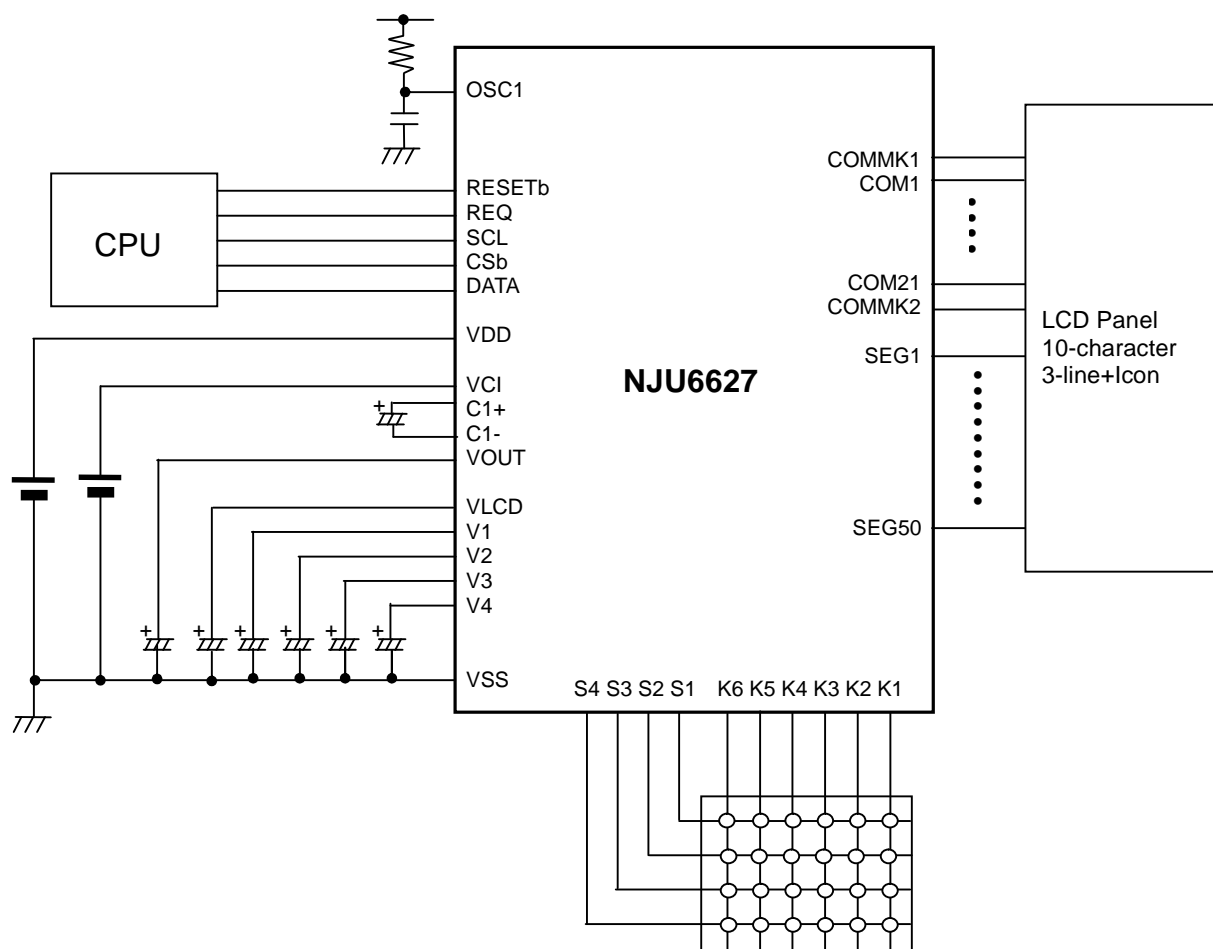 OSC1
RESETb
REQ
SCL
CSb
DATA
CPU
VDD
VCI
+
C1+
C1-
VOUT
VLCD
V1
V2
V3
V4
+ + + + + +
VSS
NJU6627
COMMK1
COM1
COM21
COMMK2
SEG1
SEG50
LCD Panel
10-character
3-line+Icon
S4 S3 S2 S1 K6 K5 K4 K3 K2 K1